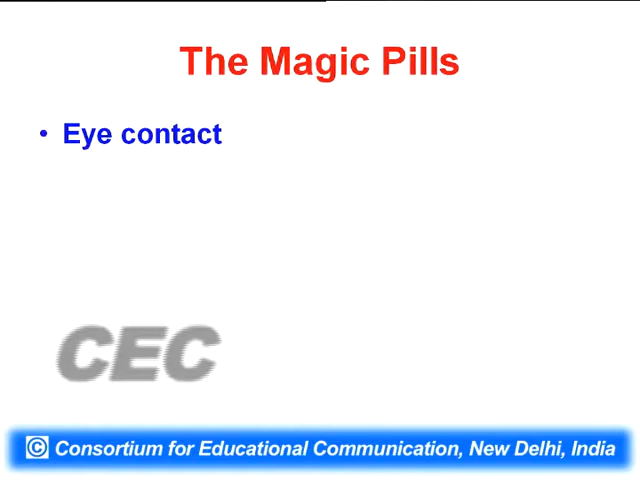 The Magic Pills
• Eye contact
CEC
© Consortium for Educational Communication, New Delhi, India